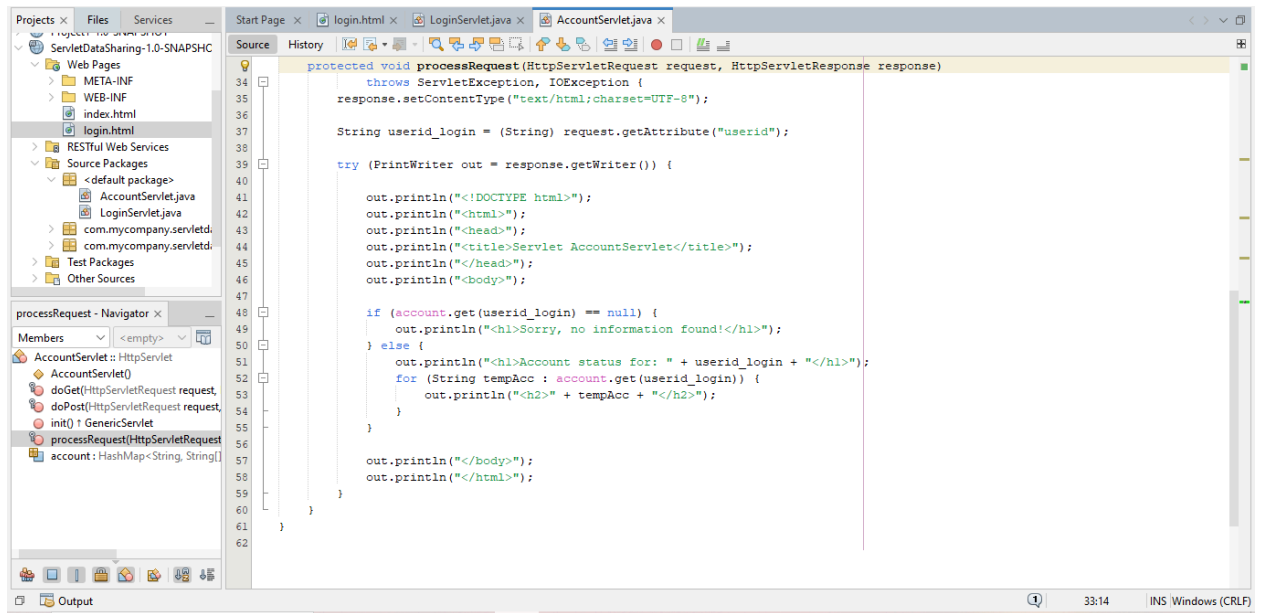 Projects × Files Services
Start Page × login.html × LoginServlet.java × AccountServlet.java ×
ServletDataSharing-1.0-SNAPSHC
Web Pages
META-INF
WEB-INF
index.html
login.html
RESTful Web Services
Source Packages
<default package>
AccountServlet.java
LoginServlet.java
com.mycompany.servletd
com.mycompany.servletd
Test Packages
Other Sources
processRequest - Navigator ×
Members <empty>
AccountServlet :: HttpServlet
AccountServlet()
doGet(HttpServletRequest request,
doPost(HttpServletRequest request,
init() ↑ GenericServlet
processRequest(HttpServletRequest
account : HashMap<String, String[]
Source History
protected void processRequest(HttpServletRequest request, HttpServletResponse response)
34 throws ServletException, IOException {
35 response.setContentType("text/html;charset=UTF-8");
36
37 String userid_login = (String) request.getAttribute("userid");
38
39 try (PrintWriter out = response.getWriter()) {
40
41 out.println("<!DOCTYPE html>");
42 out.println("<html>");
43 out.println("<head>");
44 out.println("<title>Servlet AccountServlet</title>");
45 out.println("</head>");
46 out.println("<body>");
47
48 if (account.get(userid_login) == null) {
49 out.println("<h1>Sorry, no information found!</h1>");
50 } else {
51 out.println("<h1>Account status for: " + userid_login + "</h1>");
52 for (String tempAcc : account.get(userid_login)) {
53 out.println("<h2>" + tempAcc + "</h2>");
54 }
55 }
56
57 out.println("</body>");
58 out.println("</html>");
59 }
60 }
61 }
62
Output
1 33:14 INS Windows (CRLF)